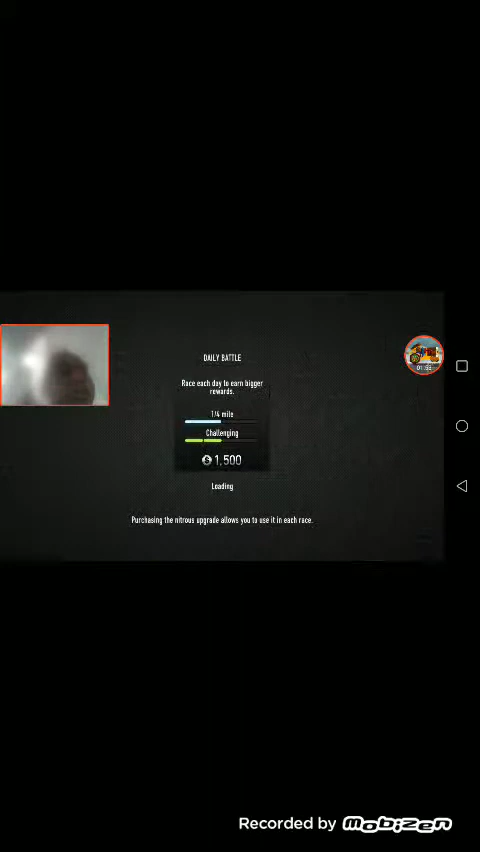 DAILY BATTLE
Race each day to earn bigger
rewards.
1/4 mile
Challenging
1,500
Loading
Purchasing the nitrous upgrade allows you to use it in each race.
Recorded by Mobizen